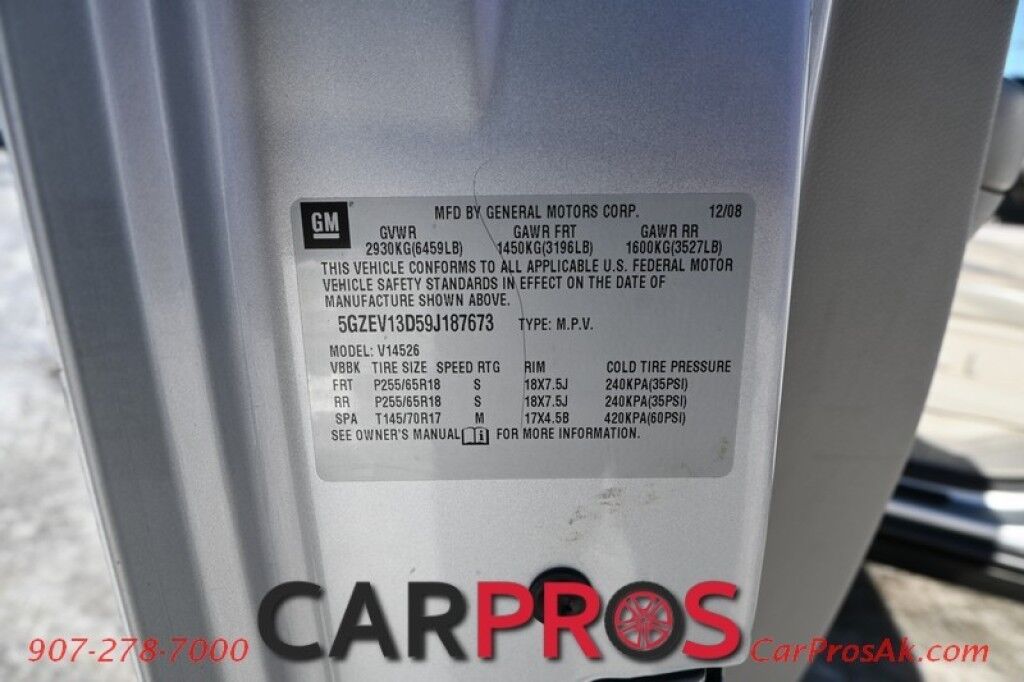 GM MFD BY GENERAL MOTORS CORP. 12/08
GVWR GAWR FRT GAWR RR
2930KG(6459LB) 1450KG(3196LB) 1600KG(3527LB)
THIS VEHICLE CONFORMS TO ALL APPLICABLE U.S. FEDERAL MOTOR
VEHICLE SAFETY STANDARDS IN EFFECT ON THE DATE OF
MANUFACTURE SHOWN ABOVE.
5GZEV13D59J187673 TYPE: M.P.V.
MODEL: V14526
VBBK TIRE SIZE SPEED RTG RIM COLD TIRE PRESSURE
FRT P255/65R18 S 18X7.5J 240KPA(35PSI)
RR P255/65R18 S 18X7.5J 240KPA(35PSI)
SPA T145/70R17 M 17X4.5B 420KPA(60PSI)
SEE OWNER'S MANUAL i FOR MORE INFORMATION.
CARPROS
907-278-7000 CarProsAk.com